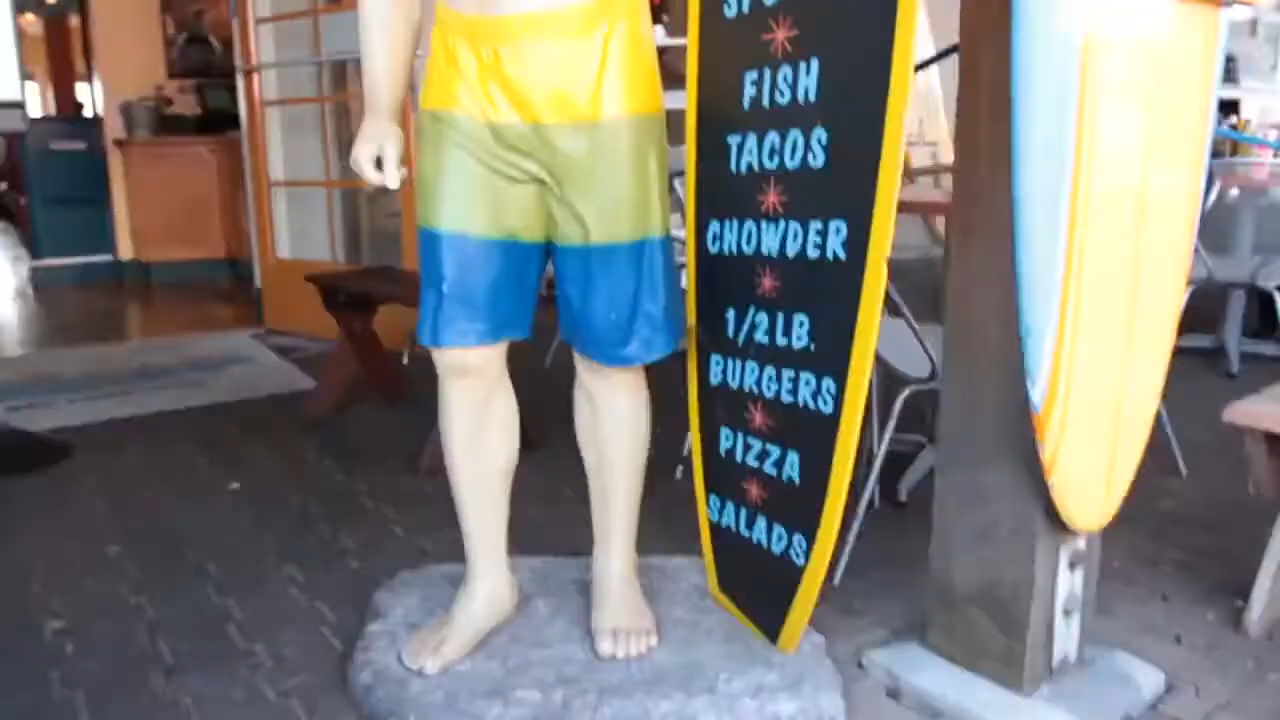 FISH
TACOS
CHOWDER
1/2 LB.
BURGERS
PIZZA
SALADS